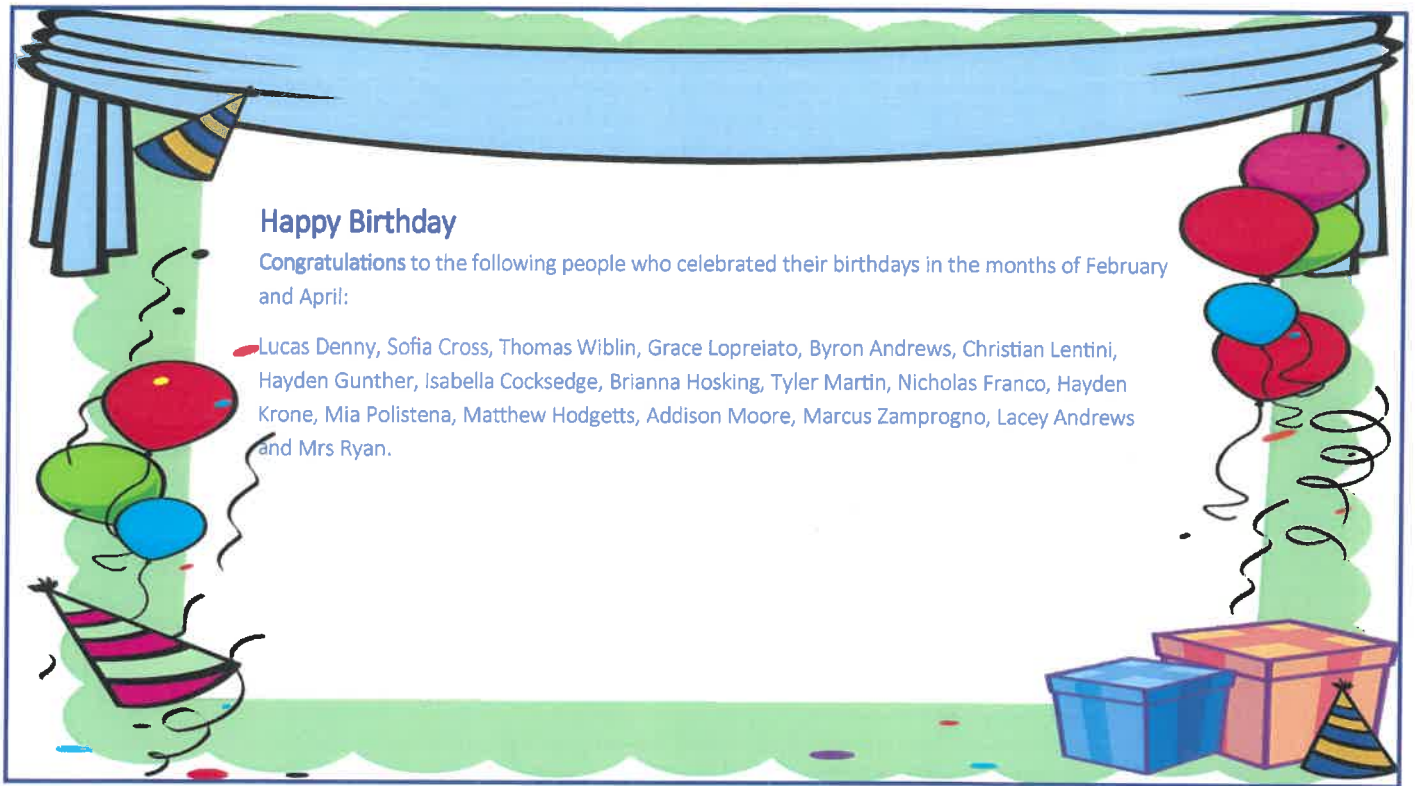 Happy Birthday
Congratulations to the following people who celebrated their birthdays in the months of February
and April:
Lucas Denny, Sofia Cross, Thomas Wiblin, Grace Lopreiato, Byron Andrews, Christian Lentini,
Hayden Gunther, Isabella Cocksedge, Brianna Hosking, Tyler Martin, Nicholas Franco, Hayden
Krone, Mia Polistena, Matthew Hodgetts, Addison Moore, Marcus Zamprogno, Lacey Andrews
and Mrs Ryan.